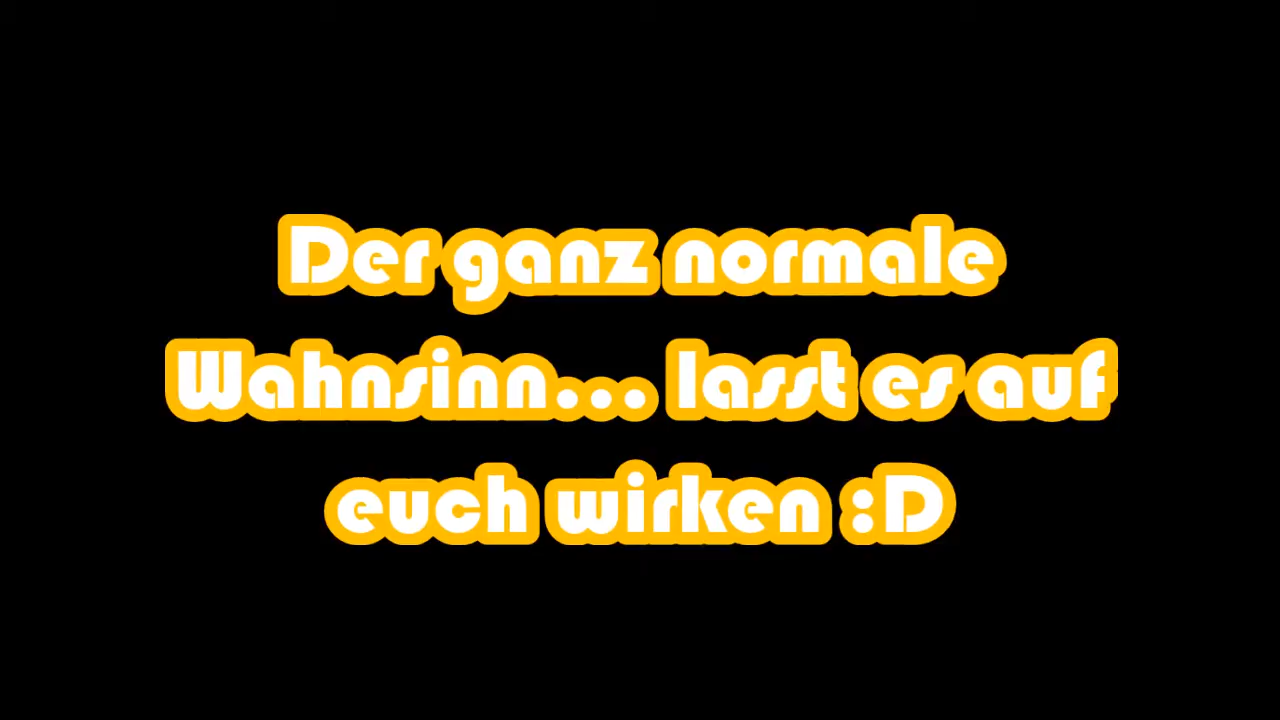 Der ganz normale
Wahnsinn... lasst es auf
euch wirken :D